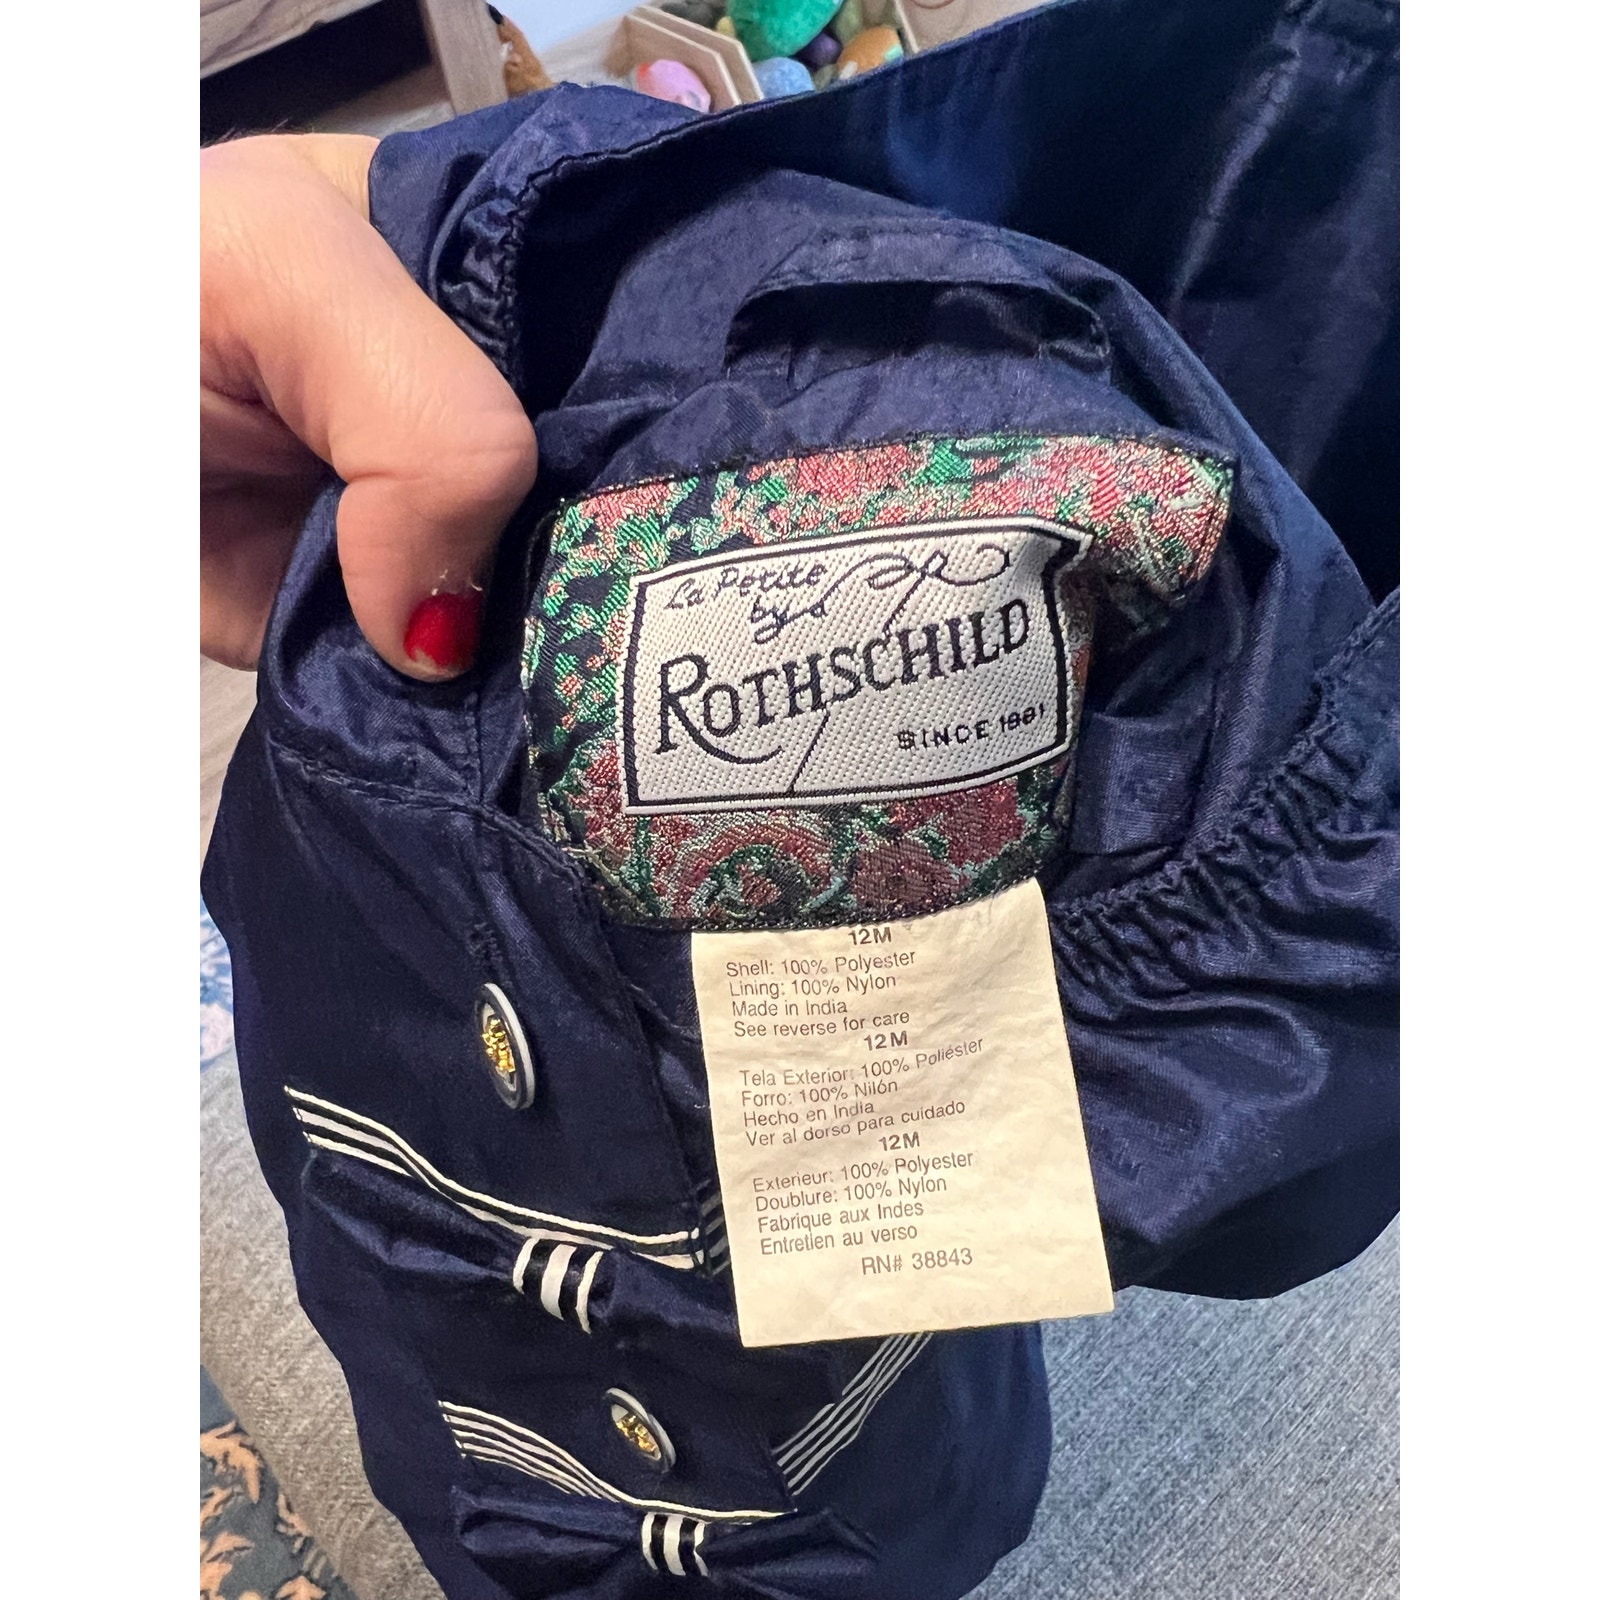 La Petite
by
ROTHSCHILD
SINCE 1881
12M
Shell: 100% Polyester
Lining: 100% Nylon
Made in India
See reverse for care
12M
Tela Exterior: 100% Poliéster
Forro: 100% Nilón
Hecho en India
Ver al dorso para cuidado
12M
Exterieur: 100% Polyester
Doublure: 100% Nylon
Fabrique aux Indes
Entretien au verso
RN# 38843